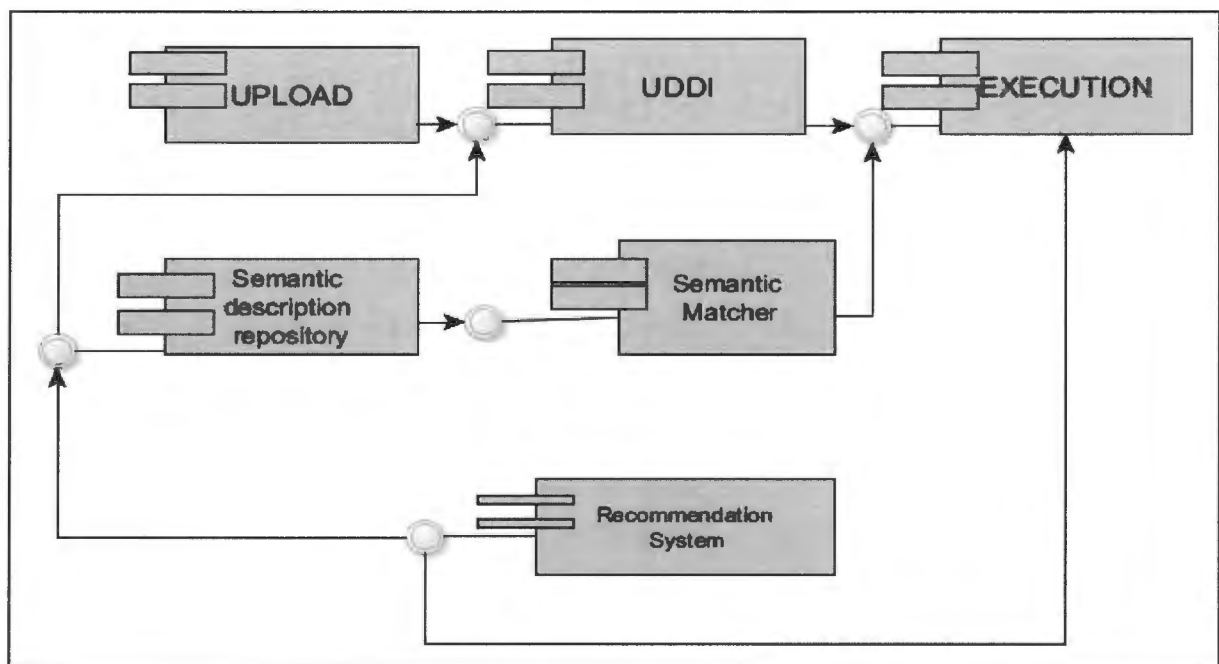 UPLOAD
UDDI
EXECUTION
Semantic
description
repository
Semantic
Matcher
Recommendation
System